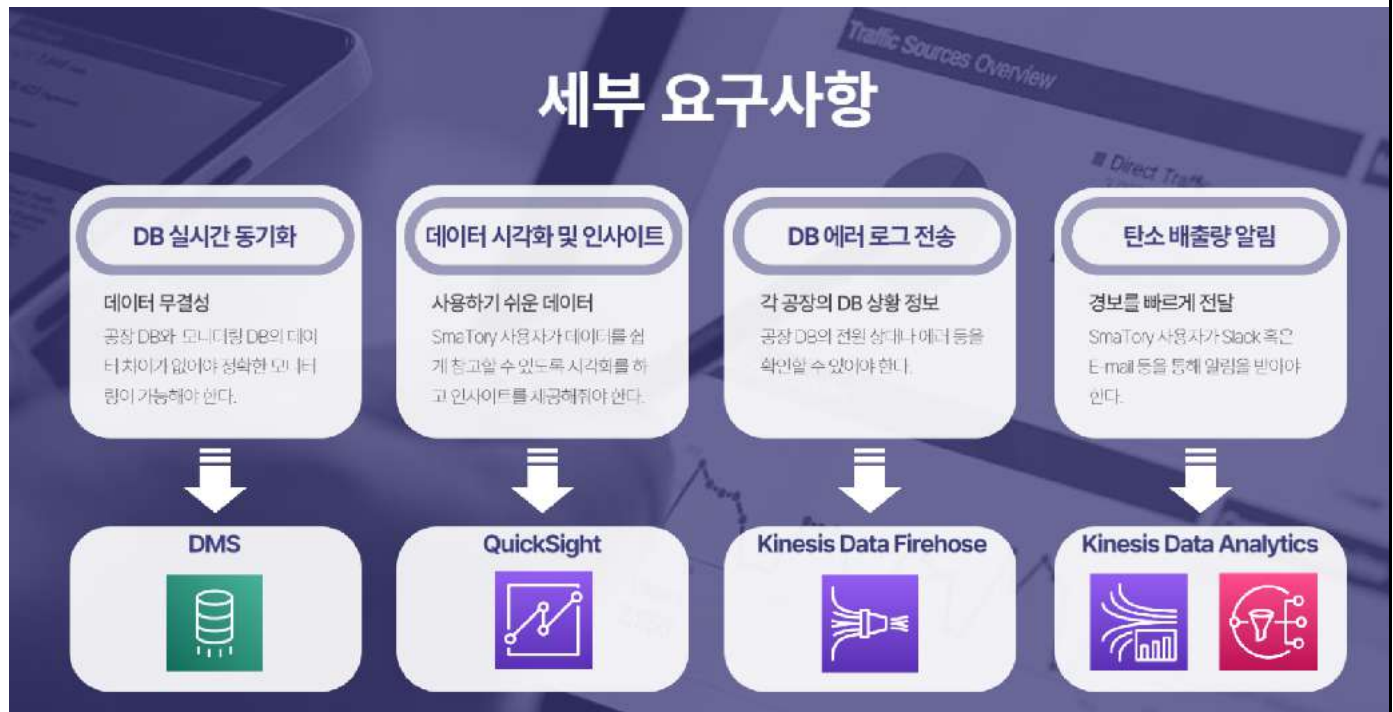 Traffic Sources Overview
Direct Traffic
세부 요구사항
DB 실시간 동기화
데이터 무결성
공장 DB와 모니터링 DB의 데이
터 차이가 없어야 정확한 모니터
링이 가능해야 한다.
DMS
데이터 시각화 및 인사이트
사용하기 쉬운 데이터
SmaTory 사용자가 데이터를 쉽
게 참고할 수 있도록 시각화를 하
고 인사이트를 제공해줘야 한다.
QuickSight
DB 에러 로그 전송
각 공장의 DB 상황 정보
공장 DB의 전원 상태나 에러 등을
확인할 수 있어야 한다.
Kinesis Data Firehose
탄소 배출량 알림
경보를 빠르게 전달
SmaTory 사용자가 Slack 혹은
E-mail 등을 통해 알림을 받아야
한다.
Kinesis Data Analytics